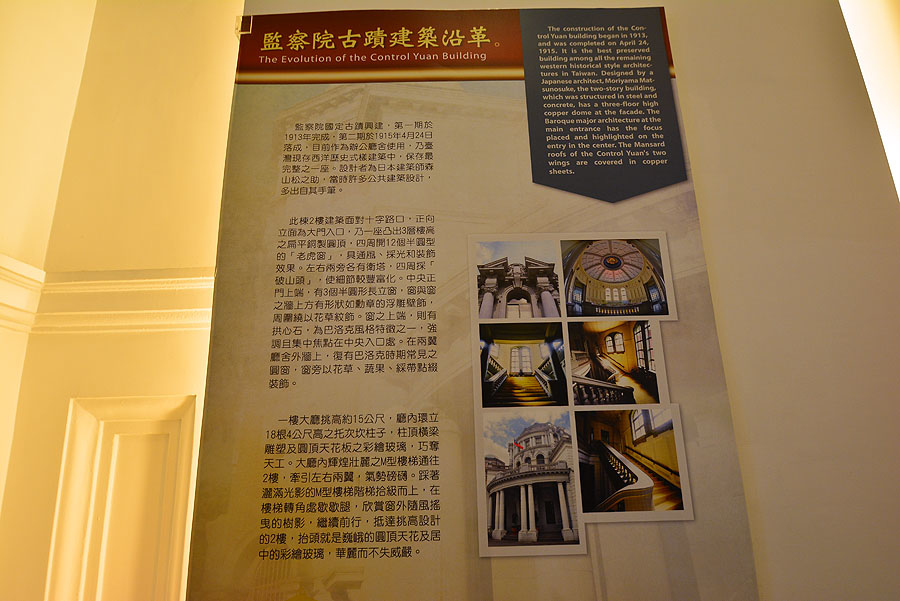 監察院古蹟建築沿革。
The Evolution of the Control Yuan Building
The construction of the Con-
trol Yuan building began in 1913,
and was completed on April 24,
1915. It is the best preserved
building among all the remaining
western historical style architec-
tures in Taiwan. Designed by a
Japanese architect, Moriyama Mat-
sunosuke, the two-story building,
which was structured in steel and
concrete, has a three-floor high
copper dome at the facade. The
Baroque major architecture at the
main entrance has the focus
placed and highlighted on the
entry in the center. The Mansard
roofs of the Control Yuan's two
wings are covered in copper
sheets.
監察院國定古蹟興建，第一期於
1913年完成，第二期於1915年4月24日
落成，目前作為辦公廳舍使用，乃臺
灣現存西洋歷史式樣建築中，保存最
完整之一座。設計者為日本建築師森
山松之助，當時許多公共建築設計，
多出自其手筆。
此棟2樓建築面對十字路口，正向
立面為大門入口，乃一座凸出3層樓高
之扁平銅製圓頂，四周開12個半圓型
的「老虎窗」，具通風、採光和裝飾
效果。左右兩旁各有衛塔，四周採「
破山頭」，使細節較豐富化。中央正
門上端，有3個半圓形長立窗，窗與窗
之牆上方有形狀如勳章的浮雕壁飾，
周圍繞以花草紋飾。窗之上端，則有
拱心石，為巴洛克風格特徵之一，強
調且集中焦點在中央入口處。在兩翼
廳舍外牆上，復有巴洛克時期常見之
圓窗，窗旁以花草、蔬果、綵帶點綴
裝飾。
一樓大廳挑高約15公尺，廳內環立
18根4公尺高之托次坎柱子，柱頂橫梁
雕塑及圓頂天花板之彩繪玻璃，巧奪
天工。大廳內輝煌壯麗之M型樓梯通往
2樓，牽引左右兩翼，氣勢磅礴。踩著
灑滿光影的M型樓梯階梯拾級而上，在
樓梯轉角處歇歇腿，欣賞窗外隨風搖
曳的樹影，繼續前行，抵達挑高設計
的2樓，抬頭就是巍峨的圓頂天花及居
中的彩繪玻璃，華麗而不失威嚴。